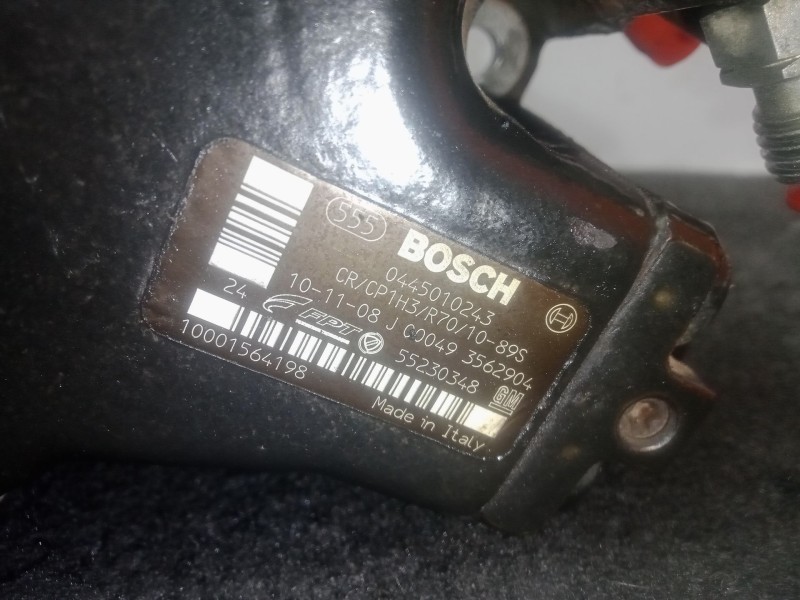 555 BOSCH
0445010243
CR/CP1H3/R70/10-89S
10-11-08 J C0049 3562904
24 FPT 55230348 GM
10001564198
Made in Italy